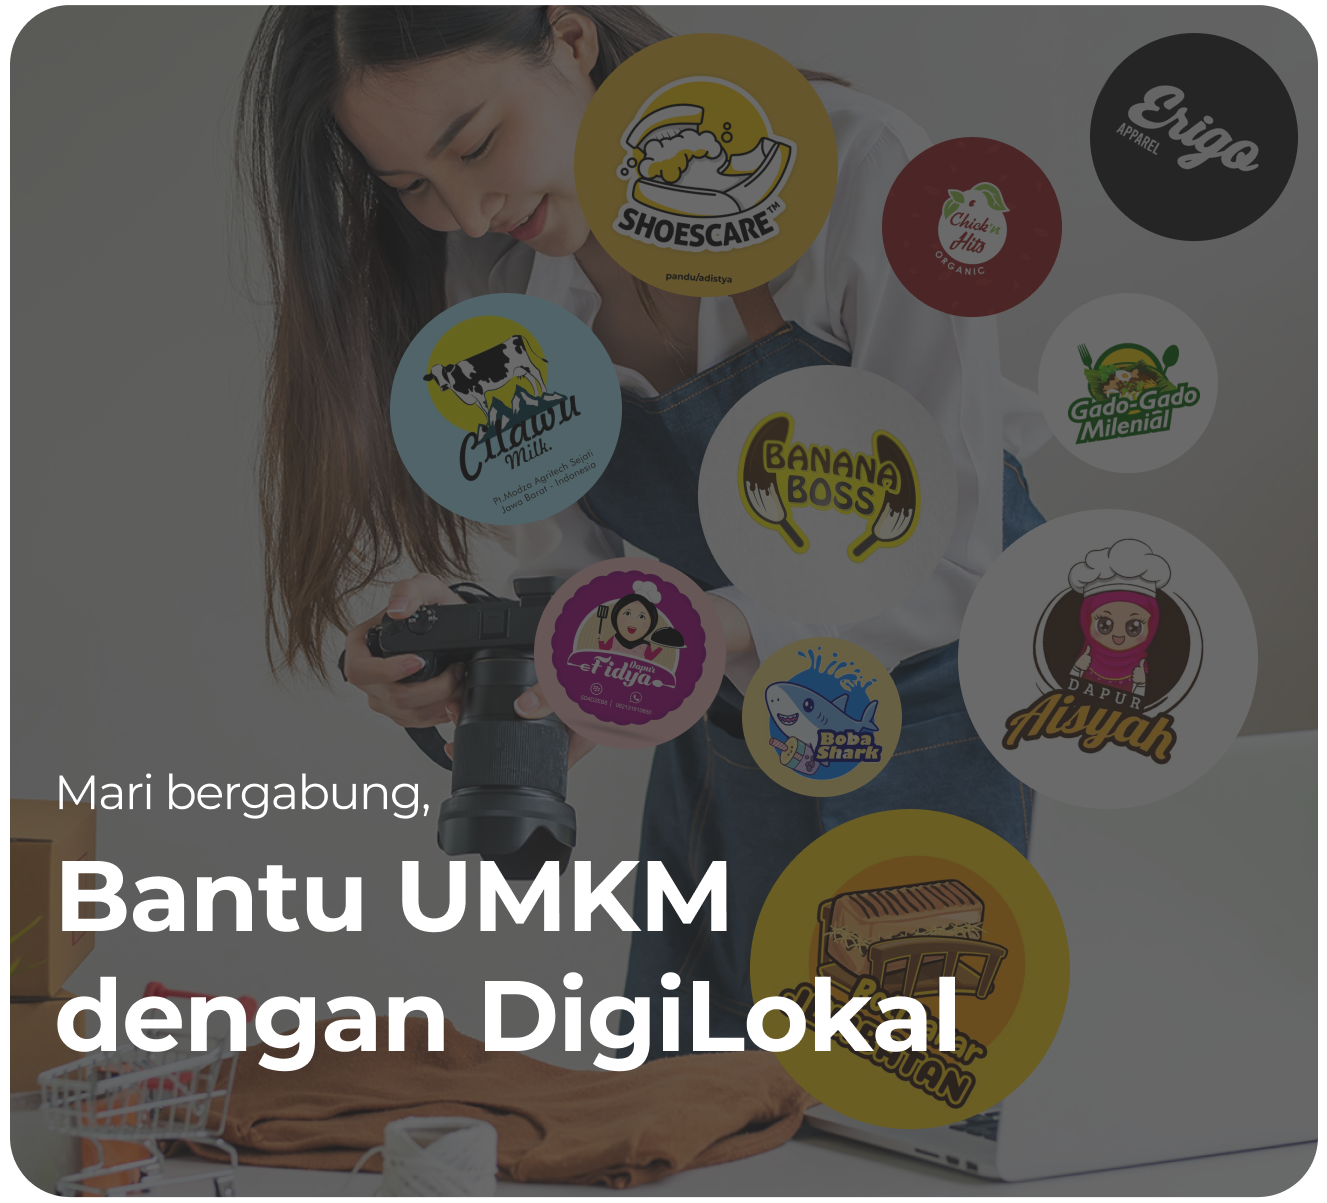 SHOESCARE™
pandu/adistya
Erigo
APPAREL
Chick'n
Hits
ORGANIC
Cilawu
Milk.
Pt.Modza Agritech Sejati
Jawa Barat - Indonesia
BANANA
BOSS
Gado-Gado
Milenial
Dapur
Fidya
Boba
Shark
DAPUR
Aisyah
Mari bergabung,
Bantu UMKM
dengan DigiLokal